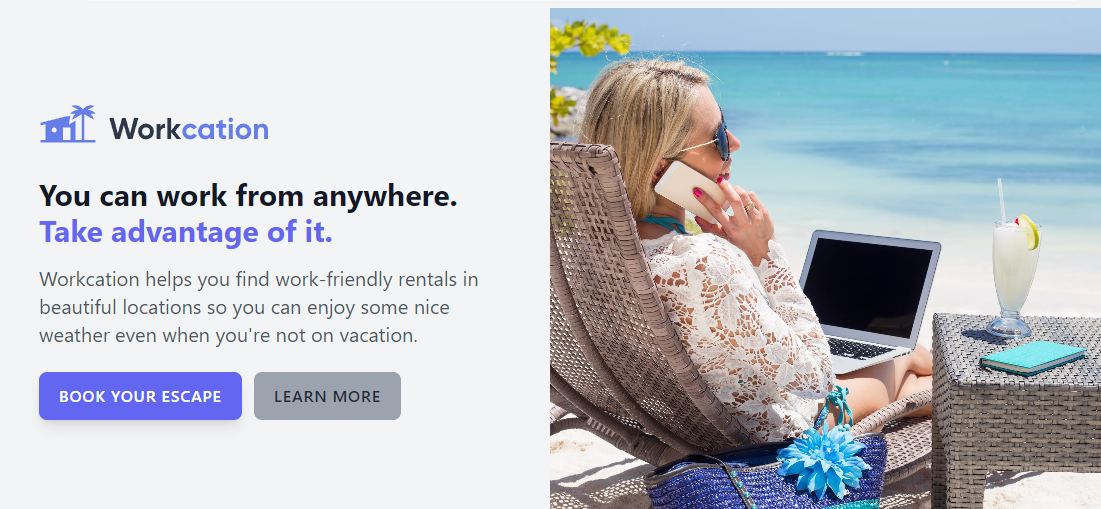 Workcation
You can work from anywhere.
Take advantage of it.
Workcation helps you find work-friendly rentals in
beautiful locations so you can enjoy some nice
weather even when you're not on vacation.
BOOK YOUR ESCAPE
LEARN MORE